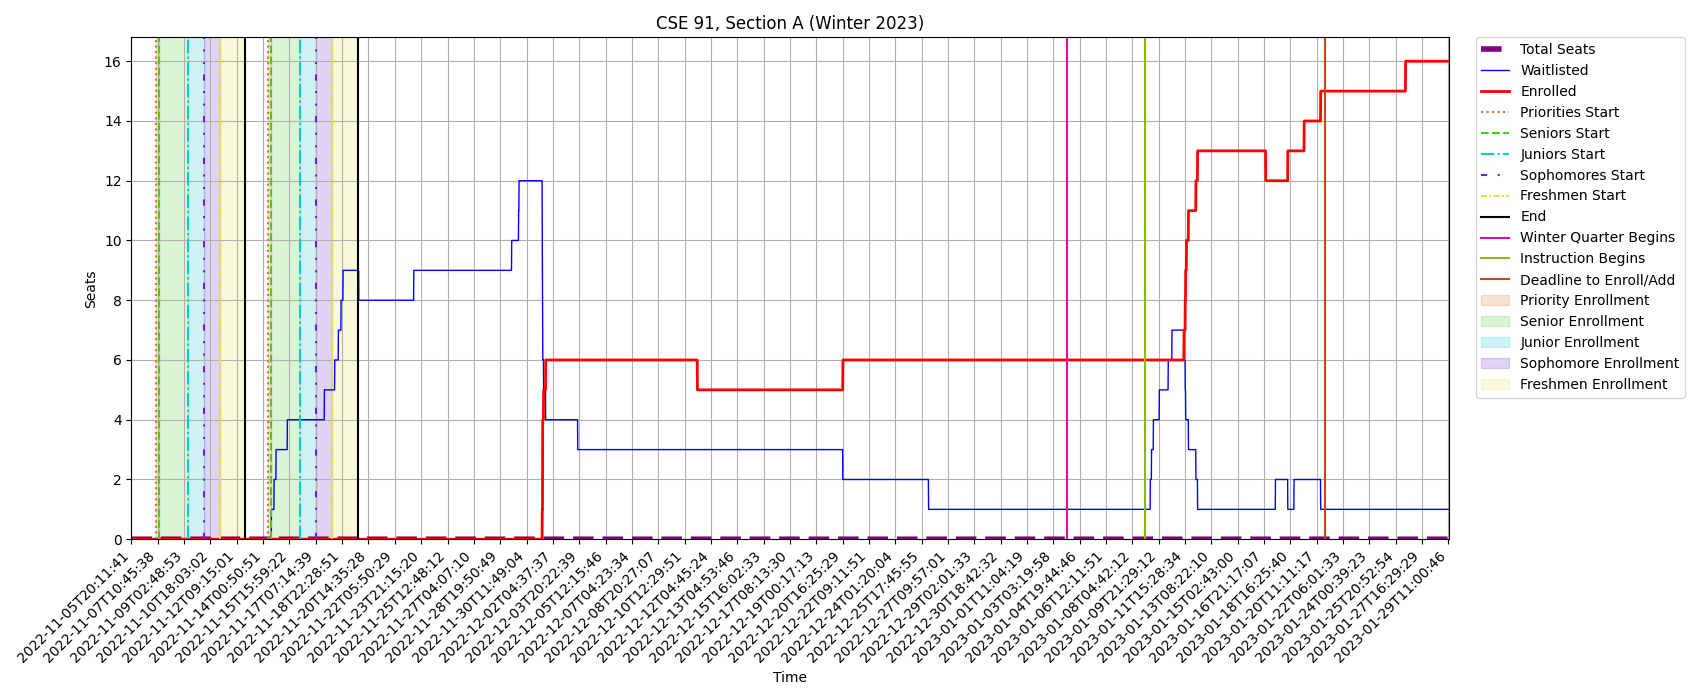 CSE 91, Section A (Winter 2023)
Seats
16
14
12
10
8
6
4
2
0
2022-11-05T20:11:41
2022-11-07T10:45:38
2022-11-09T02:48:53
2022-11-10T18:03:02
2022-11-12T09:15:01
2022-11-14T00:50:51
2022-11-15T15:59:22
2022-11-17T07:14:39
2022-11-18T22:28:51
2022-11-20T14:35:28
2022-11-22T05:50:29
2022-11-23T21:15:20
2022-11-25T12:48:12
2022-11-27T04:07:10
2022-11-28T19:50:49
2022-11-30T11:49:04
2022-12-02T04:37:37
2022-12-03T20:22:39
2022-12-05T12:15:46
2022-12-07T04:23:34
2022-12-08T20:27:07
2022-12-10T12:29:51
2022-12-12T04:45:24
2022-12-13T04:53:46
2022-12-15T16:02:33
2022-12-17T08:13:30
2022-12-19T00:17:13
2022-12-20T16:25:29
2022-12-22T09:11:51
2022-12-24T01:20:04
2022-12-25T17:45:55
2022-12-27T09:57:01
2022-12-29T02:01:33
2022-12-30T18:42:32
2023-01-01T11:04:19
2023-01-03T03:19:58
2023-01-04T19:44:46
2023-01-06T12:11:51
2023-01-08T04:42:12
2023-01-09T21:29:12
2023-01-11T15:28:34
2023-01-13T08:22:10
2023-01-15T02:43:00
2023-01-16T21:17:07
2023-01-18T16:25:40
2023-01-20T11:11:17
2023-01-22T06:01:33
2023-01-24T00:39:23
2023-01-25T20:52:54
2023-01-27T16:29:29
2023-01-29T11:00:46
Time
Total Seats
Waitlisted
Enrolled
Priorities Start
Seniors Start
Juniors Start
Sophomores Start
Freshmen Start
End
Winter Quarter Begins
Instruction Begins
Deadline to Enroll/Add
Priority Enrollment
Senior Enrollment
Junior Enrollment
Sophomore Enrollment
Freshmen Enrollment